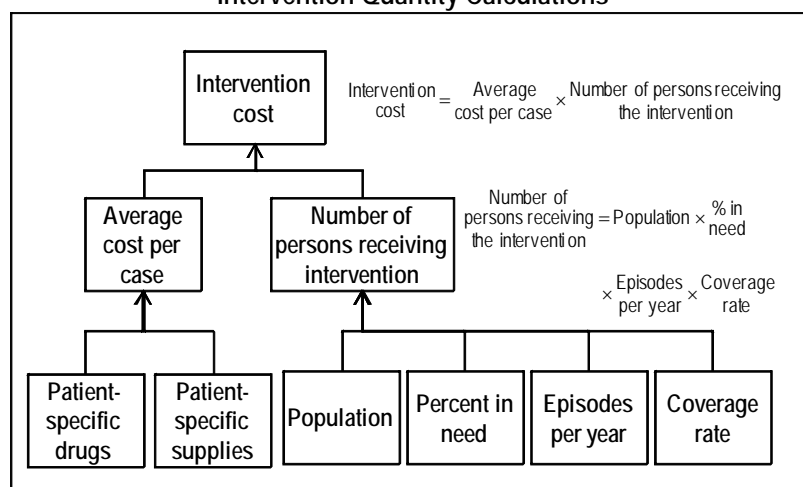 Intervention Quantity Calculations
Intervention
cost
Intervention
cost
=
Average
cost per case
×
Number of persons receiving
the intervention
Average
cost per
case
Number of
persons receiving
intervention
Number of
persons receiving
the intervention
= Population ×
% in
need
×
Episodes
per year
×
Coverage
rate
Patient-
specific
drugs
Patient-
specific
supplies
Population
Percent in
need
Episodes
per year
Coverage
rate